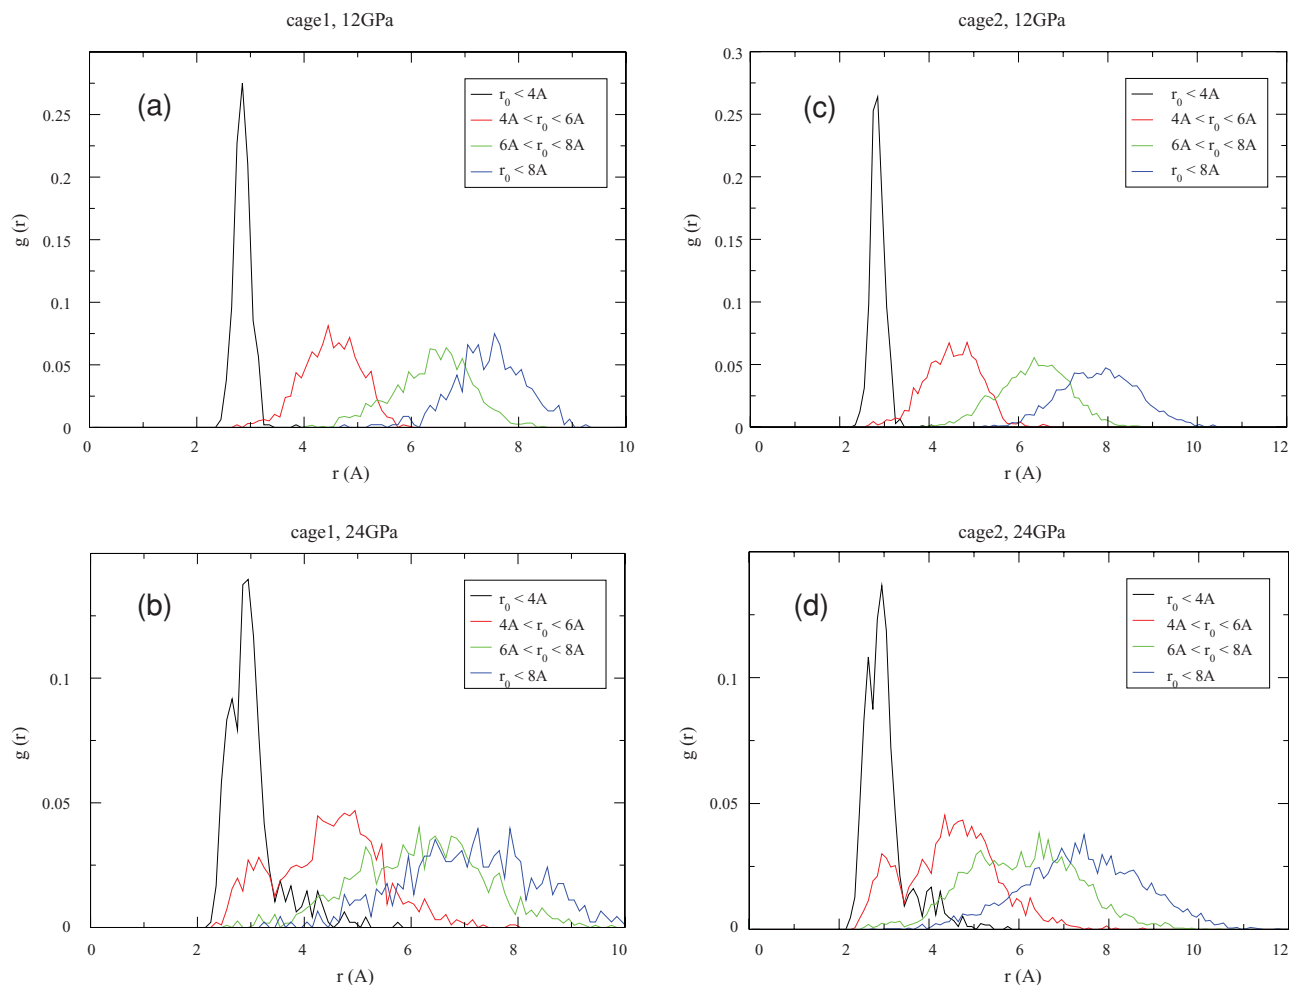 cage1, 12GPa
(a)
r₀ < 4A
4A < r₀ < 6A
6A < r₀ < 8A
r₀ < 8A
0.25
0.2
0.15
0.1
0.05
0
0 2 4 6 8 10
g (r)
r (A)
cage2, 12GPa
(c)
r₀ < 4A
4A < r₀ < 6A
6A < r₀ < 8A
r₀ < 8A
0.3
0.25
0.2
0.15
0.1
0.05
0
0 2 4 6 8 10 12
g (r)
r (A)
cage1, 24GPa
(b)
r₀ < 4A
4A < r₀ < 6A
6A < r₀ < 8A
r₀ < 8A
0.1
0.05
0
0 2 4 6 8 10
g (r)
r (A)
cage2, 24GPa
(d)
r₀ < 4A
4A < r₀ < 6A
6A < r₀ < 8A
r₀ < 8A
0.1
0.05
0
0 2 4 6 8 10 12
g (r)
r (A)